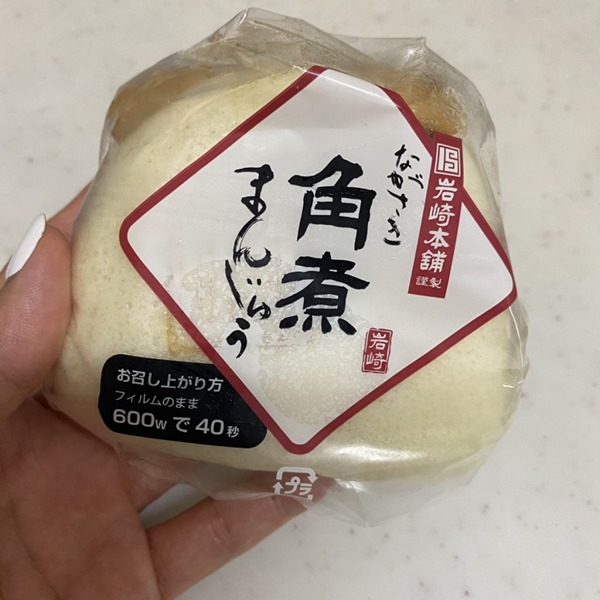 岩崎本舗
謹製
ながさき
角煮
まんじゅう
岩崎
お召し上がり方
フィルムのまま
600Wで40秒
プラ